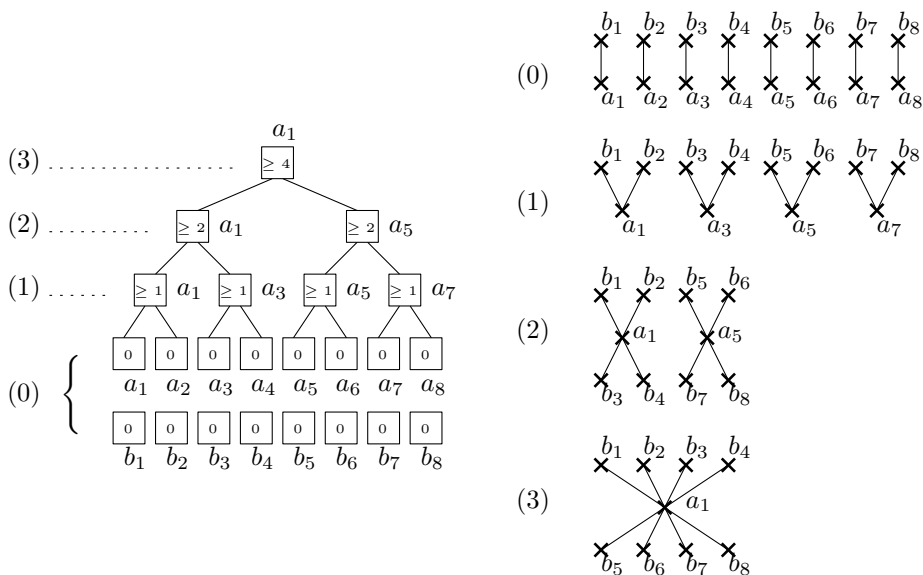 a₁
(3) ≥ 4
(2) ≥ 2 a₁ ≥ 2 a₅
(1) ≥ 1 a₁ ≥ 1 a₃ ≥ 1 a₅ ≥ 1 a₇
0 0 0 0 0 0 0 0
a₁ a₂ a₃ a₄ a₅ a₆ a₇ a₈
(0) {
0 0 0 0 0 0 0 0
b₁ b₂ b₃ b₄ b₅ b₆ b₇ b₈
b₁ b₂ b₃ b₄ b₅ b₆ b₇ b₈
(0)
a₁ a₂ a₃ a₄ a₅ a₆ a₇ a₈
b₁ b₂ b₃ b₄ b₅ b₆ b₇ b₈
(1)
a₁ a₃ a₅ a₇
b₁ b₂ b₅ b₆
(2) a₁ a₅
b₃ b₄ b₇ b₈
b₁ b₂ b₃ b₄
(3) a₁
b₅ b₆ b₇ b₈